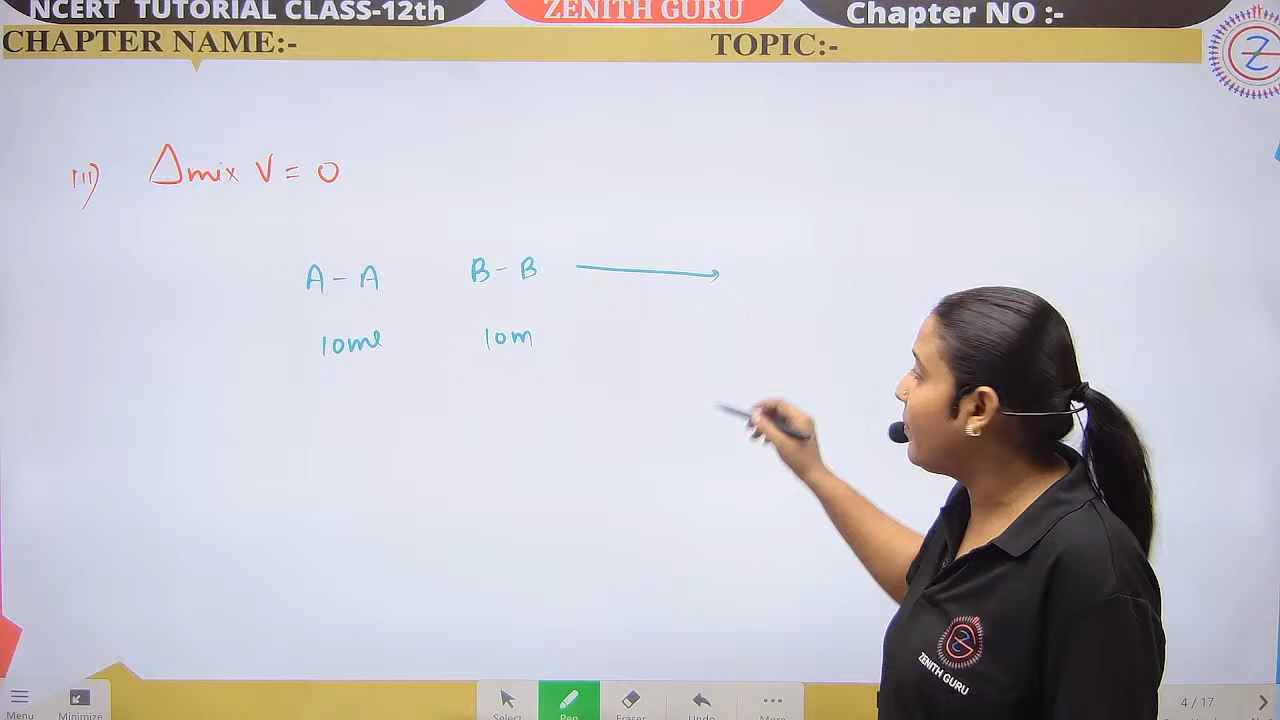 NCERT TUTORIAL CLASS-12th
ZENITH GURU
Chapter NO :-
CHAPTER NAME:-
TOPIC:-
Z
III) Δmix V = 0
A - A B - B
10ml 10m
Z
ZENITH GURU
Menu
Minimize
Select
Pen
Eraser
Undo
More
4 / 17